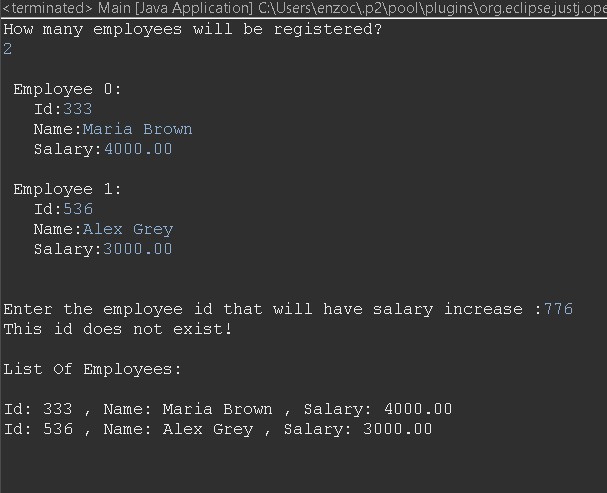 <terminated> Main [Java Application] C:\Users\enzoc\.p2\pool\plugins\org.eclipse.justj.ope
How many employees will be registered?
2
Employee 0:
Id:333
Name:Maria Brown
Salary:4000.00
Employee 1:
Id:536
Name:Alex Grey
Salary:3000.00
Enter the employee id that will have salary increase :776
This id does not exist!
List Of Employees:
Id: 333 , Name: Maria Brown , Salary: 4000.00
Id: 536 , Name: Alex Grey , Salary: 3000.00